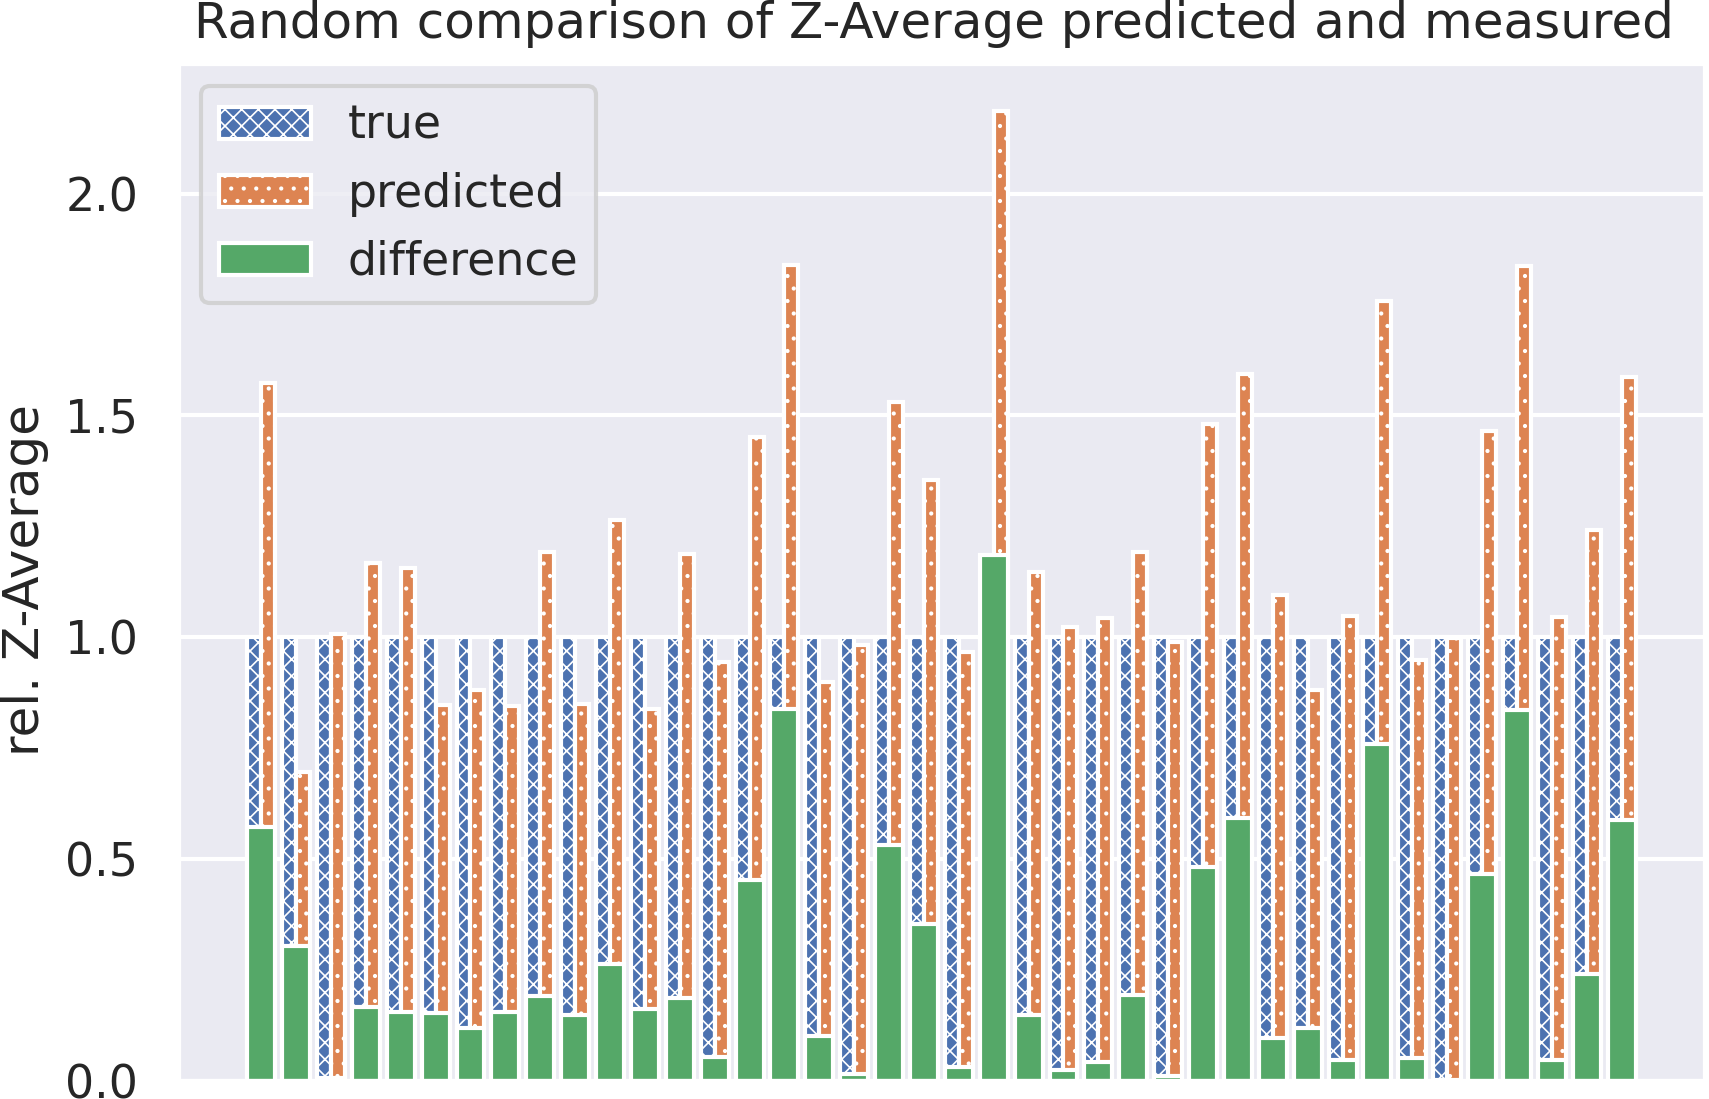 Random comparison of Z-Average predicted and measured
true
predicted
difference
rel. Z-Average
2.0
1.5
1.0
0.5
0.0